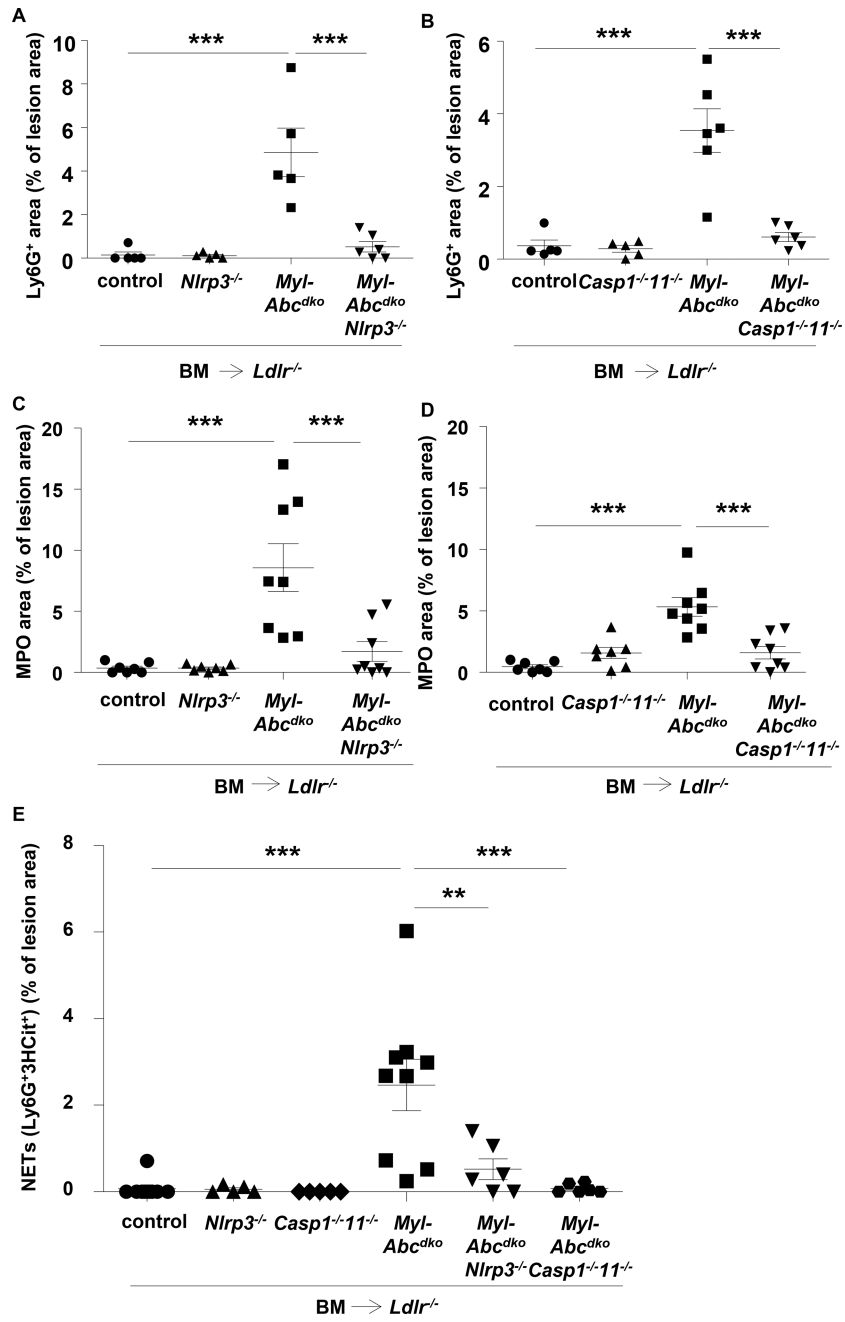 A
Ly6G⁺ area (% of lesion area)
10
8
6
4
2
0
***
***
control
Nlrp3⁻/⁻
Myl-
Abcᵈᵏᵒ
Myl-
Abcᵈᵏᵒ
Nlrp3⁻/⁻
BM → Ldlr⁻/⁻
B
Ly6G⁺ area (% of lesion area)
6
4
2
0
***
***
control
Casp1⁻/⁻11⁻/⁻
Myl-
Abcᵈᵏᵒ
Myl-
Abcᵈᵏᵒ
Casp1⁻/⁻11⁻/⁻
BM → Ldlr⁻/⁻
C
MPO area (% of lesion area)
20
15
10
5
0
***
***
control
Nlrp3⁻/⁻
Myl-
Abcᵈᵏᵒ
Myl-
Abcᵈᵏᵒ
Nlrp3⁻/⁻
BM → Ldlr⁻/⁻
D
MPO area (% of lesion area)
20
15
10
5
0
***
***
control
Casp1⁻/⁻11⁻/⁻
Myl-
Abcᵈᵏᵒ
Myl-
Abcᵈᵏᵒ
Casp1⁻/⁻11⁻/⁻
BM → Ldlr⁻/⁻
E
NETs (Ly6G⁺3HCit⁺) (% of lesion area)
8
6
4
2
0
***
***
**
control
Nlrp3⁻/⁻
Casp1⁻/⁻11⁻/⁻
Myl-
Abcᵈᵏᵒ
Myl-
Abcᵈᵏᵒ
Nlrp3⁻/⁻
Myl-
Abcᵈᵏᵒ
Casp1⁻/⁻11⁻/⁻
BM → Ldlr⁻/⁻